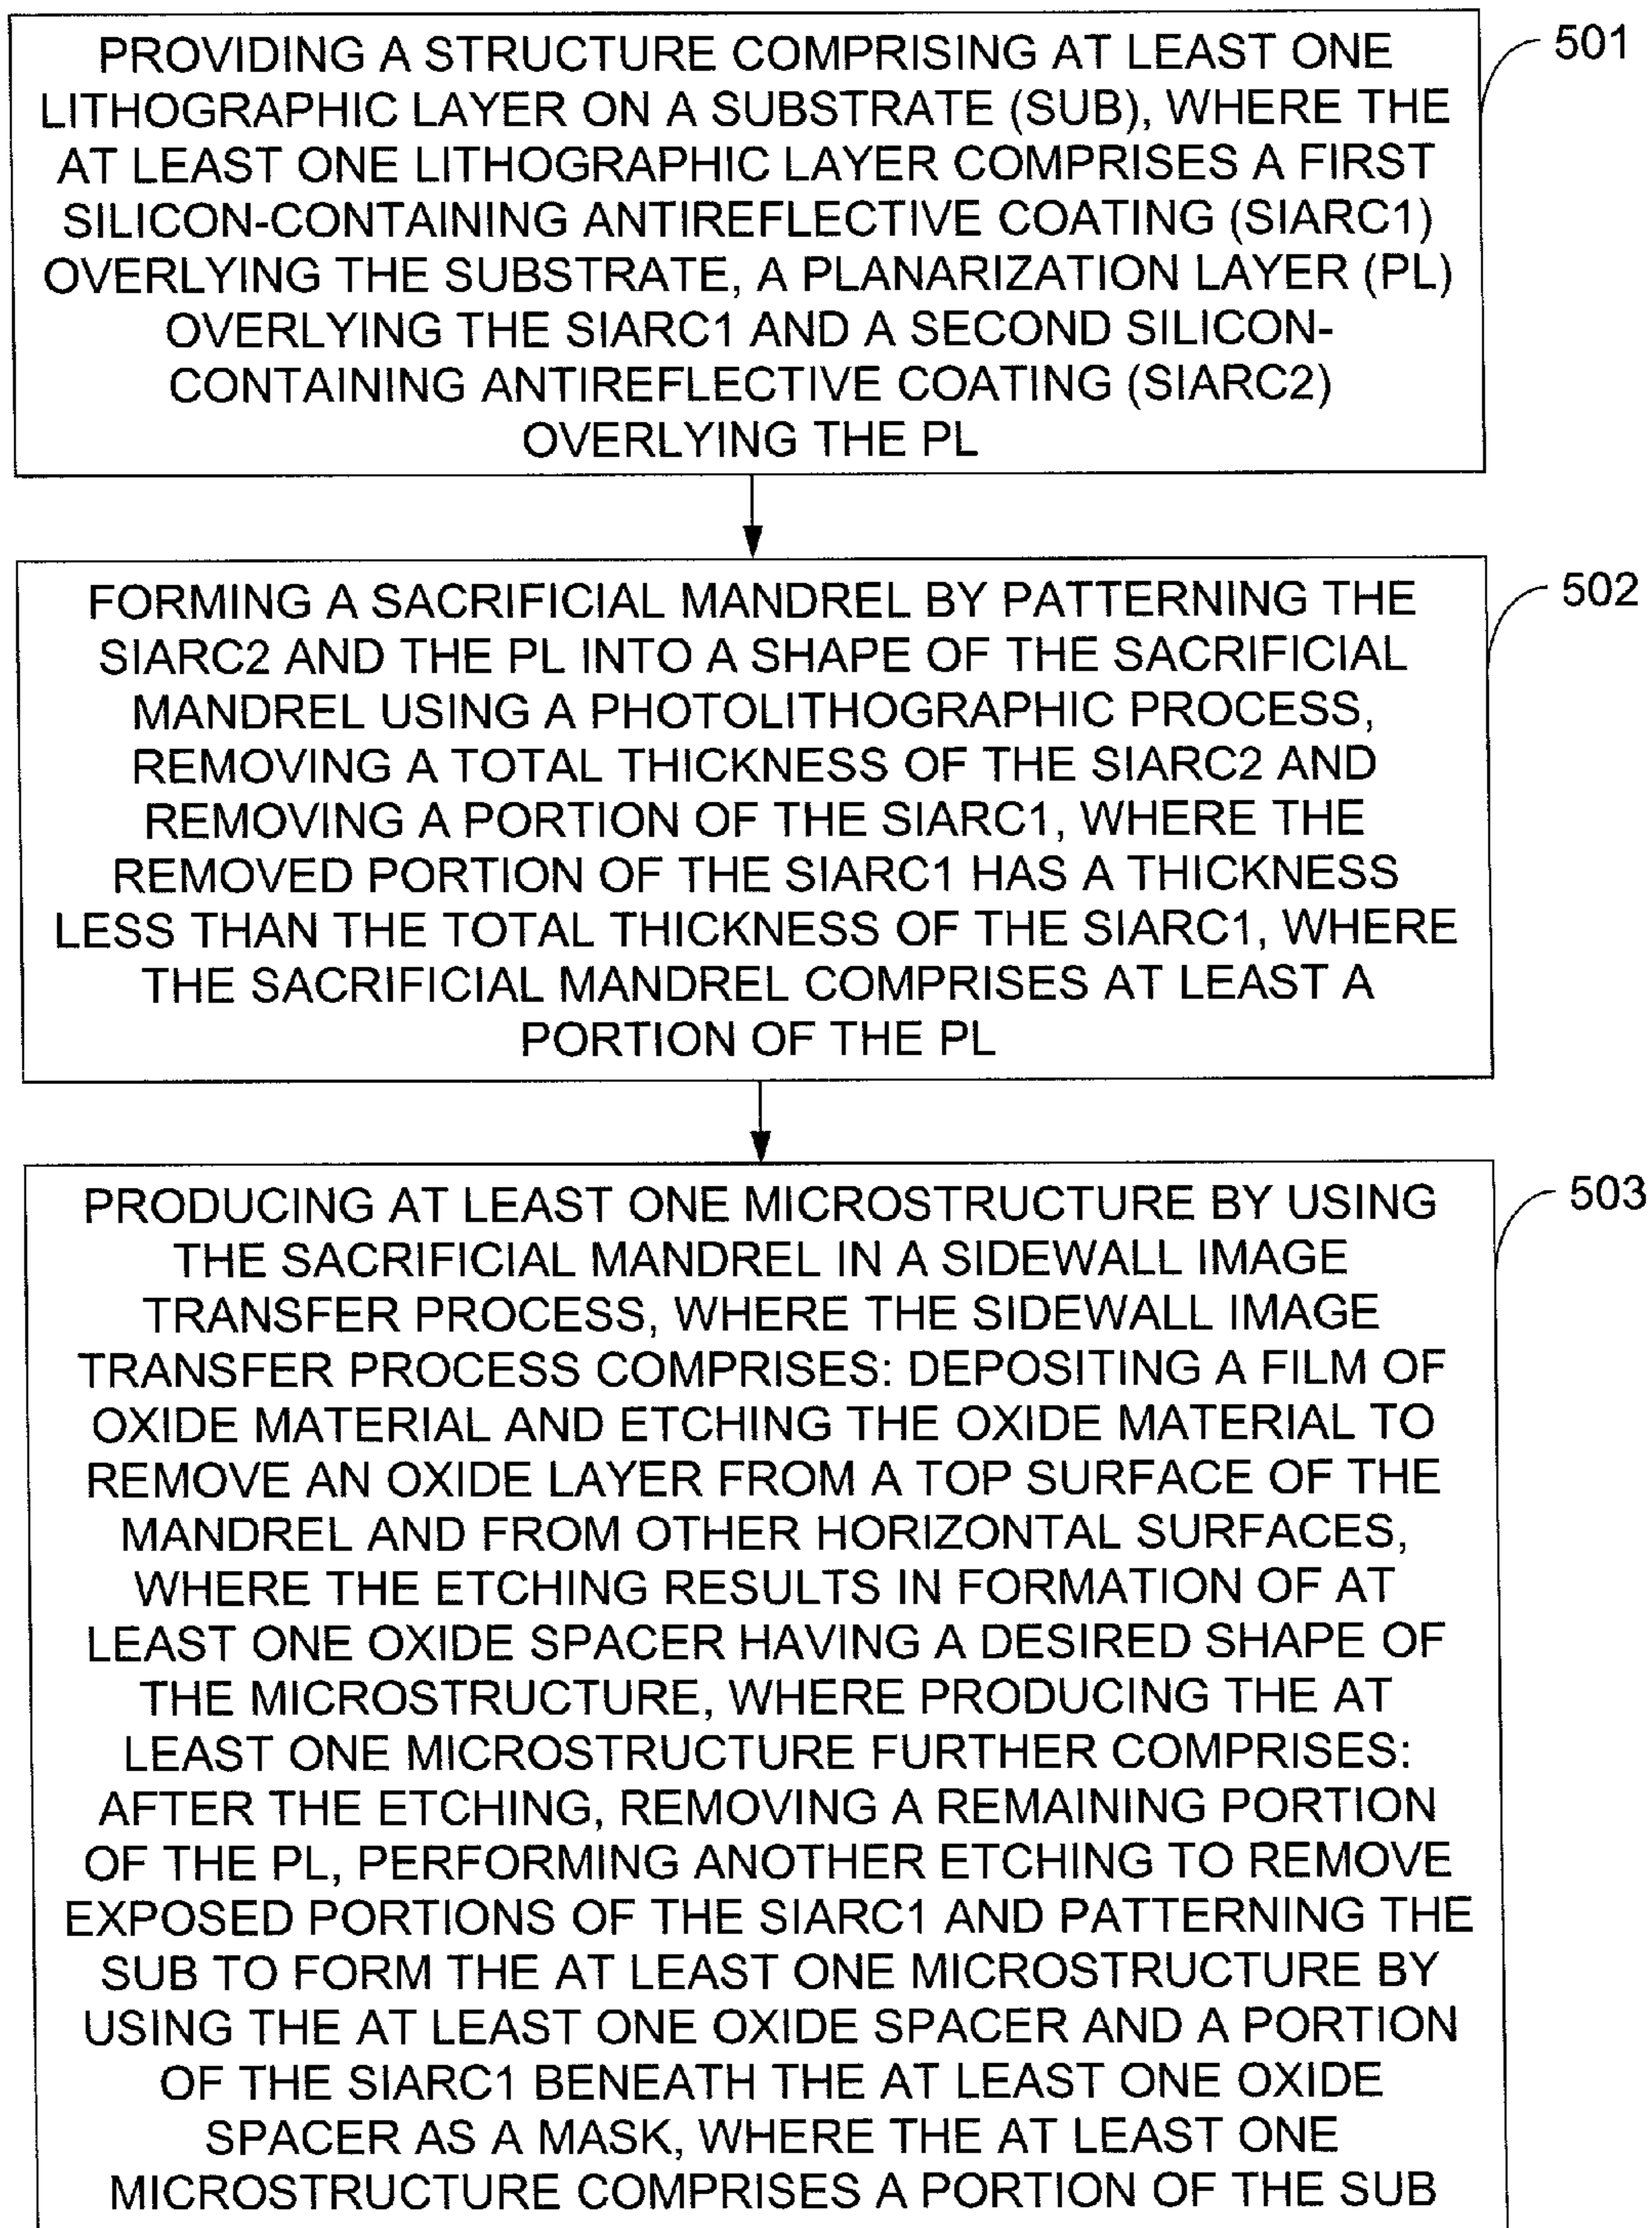 PROVIDING A STRUCTURE COMPRISING AT LEAST ONE
LITHOGRAPHIC LAYER ON A SUBSTRATE (SUB), WHERE THE
AT LEAST ONE LITHOGRAPHIC LAYER COMPRISES A FIRST
SILICON-CONTAINING ANTIREFLECTIVE COATING (SIARC1)
OVERLYING THE SUBSTRATE, A PLANARIZATION LAYER (PL)
OVERLYING THE SIARC1 AND A SECOND SILICON-
CONTAINING ANTIREFLECTIVE COATING (SIARC2)
OVERLYING THE PL
501
FORMING A SACRIFICIAL MANDREL BY PATTERNING THE
SIARC2 AND THE PL INTO A SHAPE OF THE SACRIFICIAL
MANDREL USING A PHOTOLITHOGRAPHIC PROCESS,
REMOVING A TOTAL THICKNESS OF THE SIARC2 AND
REMOVING A PORTION OF THE SIARC1, WHERE THE
REMOVED PORTION OF THE SIARC1 HAS A THICKNESS
LESS THAN THE TOTAL THICKNESS OF THE SIARC1, WHERE
THE SACRIFICIAL MANDREL COMPRISES AT LEAST A
PORTION OF THE PL
502
PRODUCING AT LEAST ONE MICROSTRUCTURE BY USING
THE SACRIFICIAL MANDREL IN A SIDEWALL IMAGE
TRANSFER PROCESS, WHERE THE SIDEWALL IMAGE
TRANSFER PROCESS COMPRISES: DEPOSITING A FILM OF
OXIDE MATERIAL AND ETCHING THE OXIDE MATERIAL TO
REMOVE AN OXIDE LAYER FROM A TOP SURFACE OF THE
MANDREL AND FROM OTHER HORIZONTAL SURFACES,
WHERE THE ETCHING RESULTS IN FORMATION OF AT
LEAST ONE OXIDE SPACER HAVING A DESIRED SHAPE OF
THE MICROSTRUCTURE, WHERE PRODUCING THE AT
LEAST ONE MICROSTRUCTURE FURTHER COMPRISES:
AFTER THE ETCHING, REMOVING A REMAINING PORTION
OF THE PL, PERFORMING ANOTHER ETCHING TO REMOVE
EXPOSED PORTIONS OF THE SIARC1 AND PATTERNING THE
SUB TO FORM THE AT LEAST ONE MICROSTRUCTURE BY
USING THE AT LEAST ONE OXIDE SPACER AND A PORTION
OF THE SIARC1 BENEATH THE AT LEAST ONE OXIDE
SPACER AS A MASK, WHERE THE AT LEAST ONE
MICROSTRUCTURE COMPRISES A PORTION OF THE SUB
503